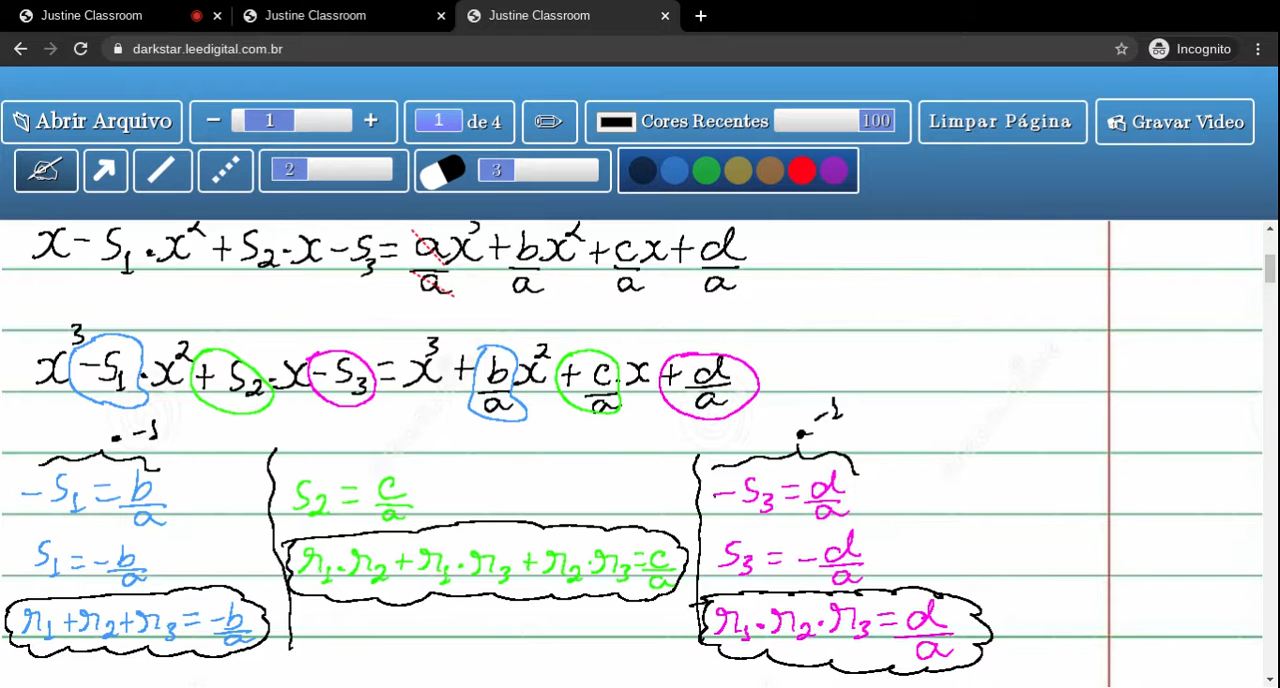 Justine Classroom Justine Classroom Justine Classroom
darkstar.leedigital.com.br Incognito
Abrir Arquivo − 1 + 1 de 4 Cores Recentes 100 Limpar Página Gravar Video
2 3
x − S₁·x² + S₂·x − S₃ = ax³/a + bx²/a + cx/a + d/a
x³ − S₁·x² + S₂·x − S₃ = x³ + b/a x² + c/a·x + d/a
·−1 ·−1
−S₁ = b/a S₂ = c/a −S₃ = d/a
S₁ = −b/a r₁·r₂ + r₁·r₃ + r₂·r₃ = c/a S₃ = −d/a
r₁ + r₂ + r₃ = −b/a r₁·r₂·r₃ = d/a